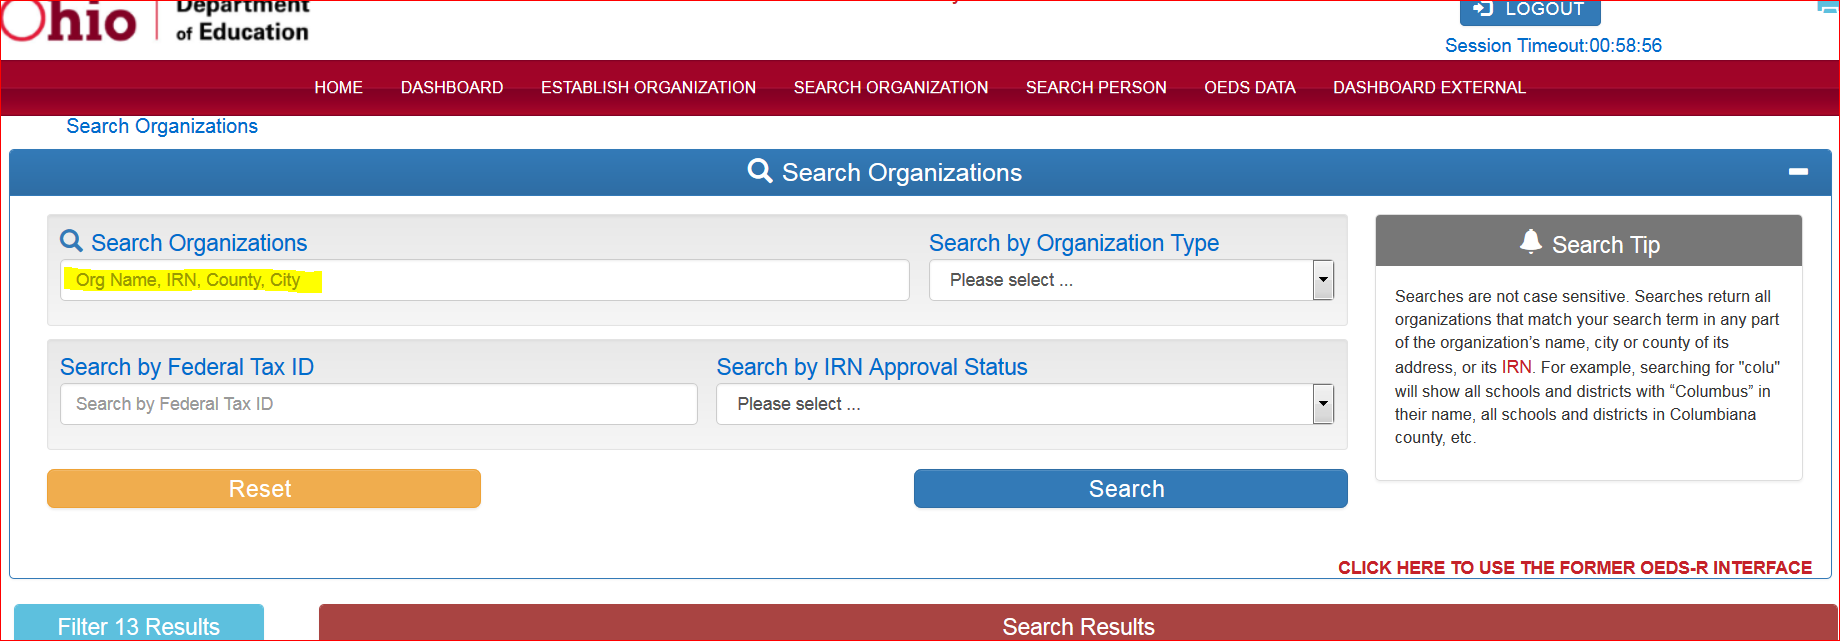 Ohio
Department
of Education
LOGOUT
Session Timeout:00:58:56
HOME DASHBOARD ESTABLISH ORGANIZATION SEARCH ORGANIZATION SEARCH PERSON OEDS DATA DASHBOARD EXTERNAL
Search Organizations
Search Organizations
Search Organizations
Org Name, IRN, County, City
Search by Organization Type
Please select ...
Search by Federal Tax ID
Search by Federal Tax ID
Search by IRN Approval Status
Please select ...
Reset
Search
Search Tip
Searches are not case sensitive. Searches return all
organizations that match your search term in any part
of the organization’s name, city or county of its
address, or its IRN. For example, searching for "colu"
will show all schools and districts with “Columbus” in
their name, all schools and districts in Columbiana
county, etc.
CLICK HERE TO USE THE FORMER OEDS-R INTERFACE
Filter 13 Results
Search Results